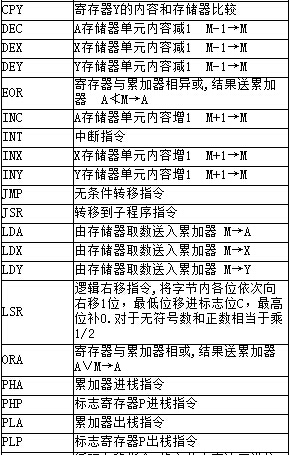 CPY 寄存器Y的内容和存储器比较
DEC A存储器单元内容减1 M-1→M
DEX X存储器单元内容减1 M-1→M
DEY Y存储器单元内容减1 M-1→M
EOR 寄存器与累加器相异或,结果送累加
器 A∢M→A
INC A存储器单元内容增1 M+1→M
INT 中断指令
INX X存储器单元内容增1 M+1→M
INY Y存储器单元内容增1 M+1→M
JMP 无条件转移指令
JSR 转移到子程序指令
LDA 由存储器取数送入累加器 M→A
LDX 由存储器取数送入累加器 M→X
LDY 由存储器取数送入累加器 M→Y
LSR 逻辑右移指令,将字节内各位依次向
右移1位，最低位移进标志位C，最高
位补0.对于无符号数和正数相当于乘
1/2
ORA 寄存器与累加器相或,结果送累加器
A∨M→A
PHA 累加器进栈指令
PHP 标志寄存器P进栈指令
PLA 累加器出栈指令
PLP 标志寄存器P出栈指令